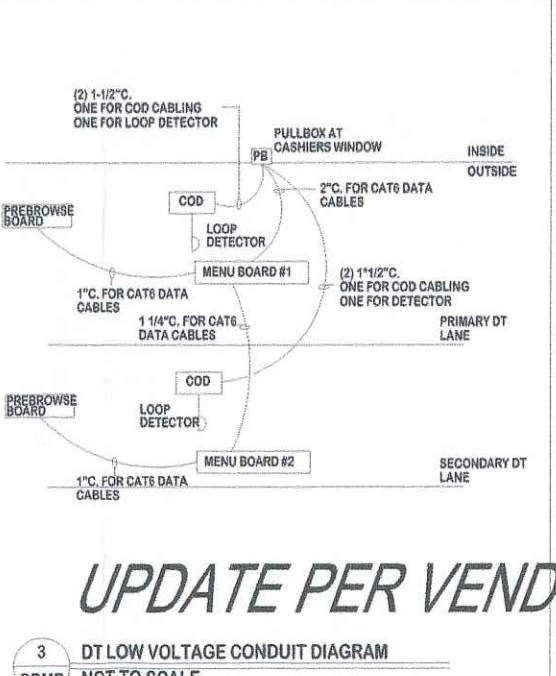 (2) 1-1/2"C.
ONE FOR COD CABLING
ONE FOR LOOP DETECTOR
PULLBOX AT
CASHIERS WINDOW
PB
INSIDE
OUTSIDE
COD
2"C. FOR CAT6 DATA
CABLES
PREBROWSE
BOARD
LOOP
DETECTOR
MENU BOARD #1
(2) 1"1/2"C.
ONE FOR COD CABLING
ONE FOR DETECTOR
1"C. FOR CAT6 DATA
CABLES
1 1/4"C. FOR CAT6
DATA CABLES
PRIMARY DT
LANE
COD
PREBROWSE
BOARD
LOOP
DETECTOR
MENU BOARD #2
SECONDARY DT
LANE
1"C. FOR CAT6 DATA
CABLES
UPDATE PER VEND
3 DT LOW VOLTAGE CONDUIT DIAGRAM
NOT TO SCALE